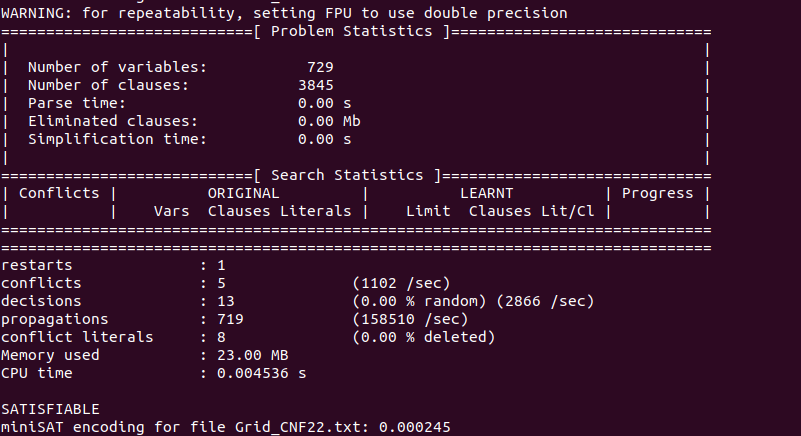 WARNING: for repeatability, setting FPU to use double precision
============================[ Problem Statistics ]=============================
|                                                                             |
|  Number of variables:           729                                         |
|  Number of clauses:            3845                                         |
|  Parse time:                   0.00 s                                       |
|  Eliminated clauses:           0.00 Mb                                      |
|  Simplification time:          0.00 s                                       |
|                                                                             |
============================[ Search Statistics ]==============================
| Conflicts |          ORIGINAL         |          LEARNT          | Progress |
|           |    Vars  Clauses Literals |    Limit  Clauses Lit/Cl |          |
===============================================================================
===============================================================================
restarts              : 1
conflicts             : 5              (1102 /sec)
decisions             : 13             (0.00 % random) (2866 /sec)
propagations          : 719            (158510 /sec)
conflict literals     : 8              (0.00 % deleted)
Memory used           : 23.00 MB
CPU time              : 0.004536 s

SATISFIABLE
miniSAT encoding for file Grid_CNF22.txt: 0.000245